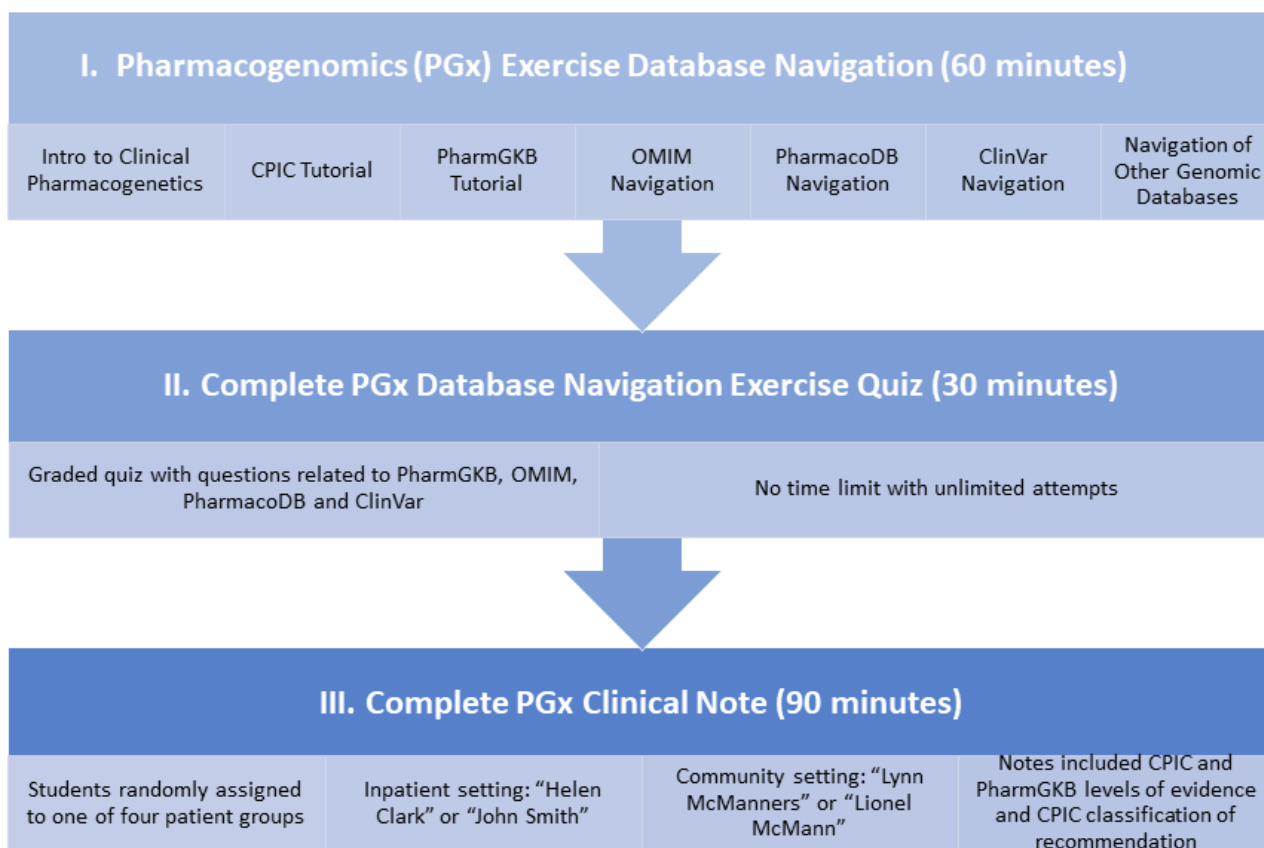 I. Pharmacogenomics (PGx) Exercise Database Navigation (60 minutes)
Intro to Clinical
Pharmacogenetics
CPIC Tutorial
PharmGKB
Tutorial
OMIM
Navigation
PharmacoDB
Navigation
ClinVar
Navigation
Navigation of
Other Genomic
Databases
II. Complete PGx Database Navigation Exercise Quiz (30 minutes)
Graded quiz with questions related to PharmGKB, OMIM,
PharmacoDB and ClinVar
No time limit with unlimited attempts
III. Complete PGx Clinical Note (90 minutes)
Students randomly assigned
to one of four patient groups
Inpatient setting: “Helen
Clark” or “John Smith”
Community setting: “Lynn
McManners” or “Lionel
McMann”
Notes included CPIC and
PharmGKB levels of evidence
and CPIC classification of
recommendation